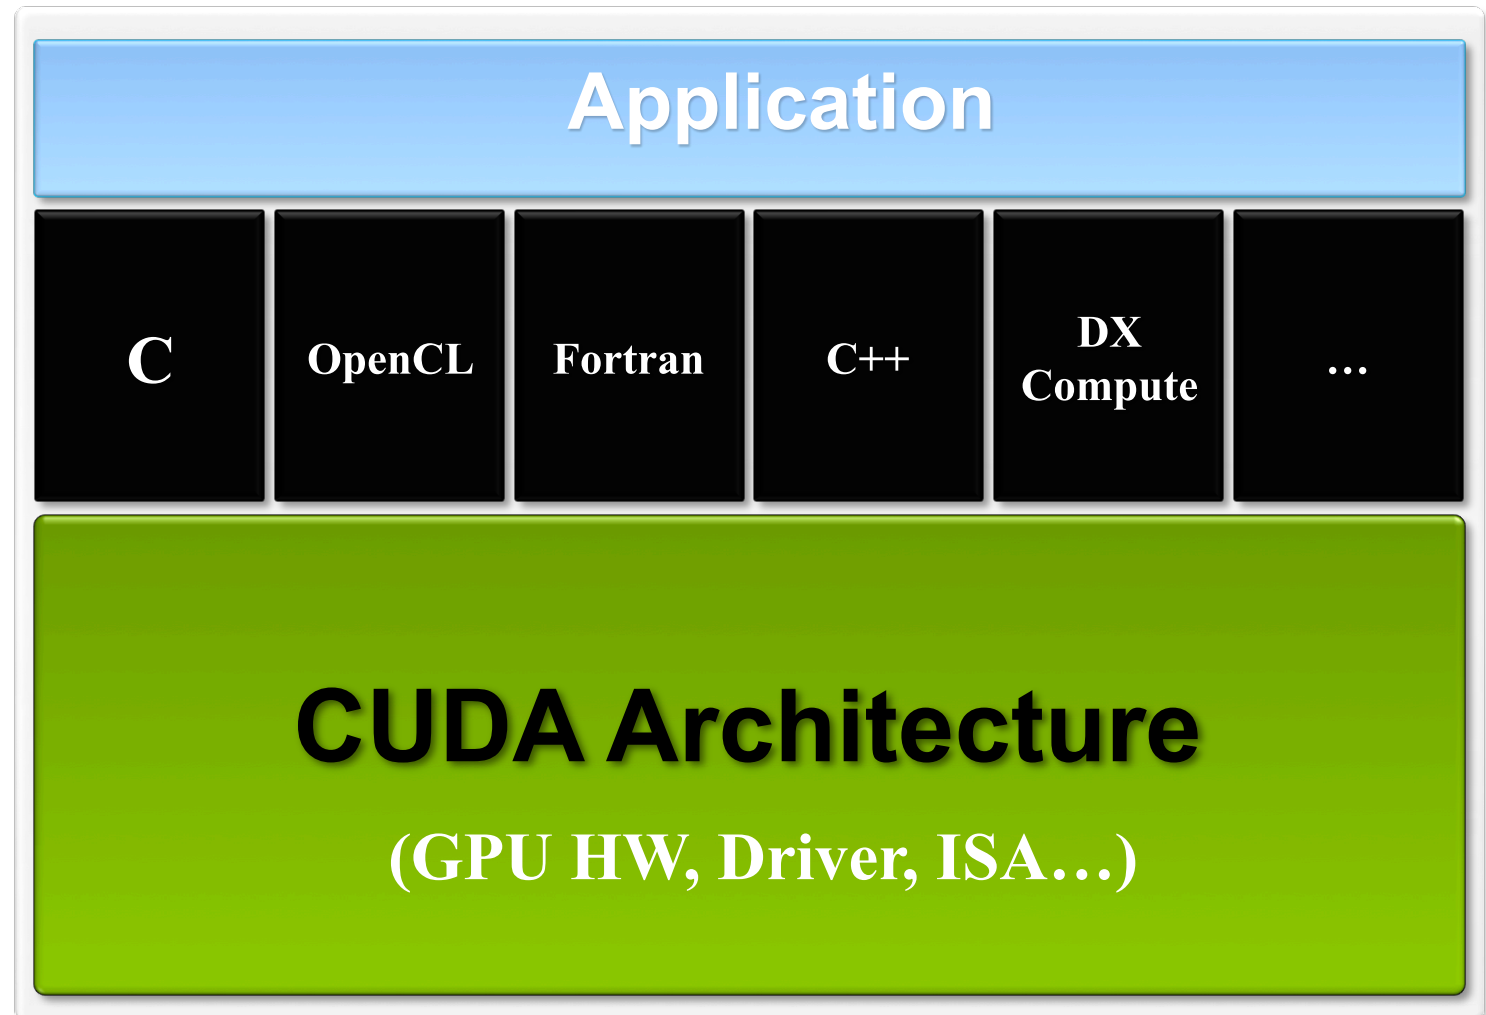 Application
C
OpenCL
Fortran
C++
DX
Compute
…
CUDA Architecture
(GPU HW, Driver, ISA…)